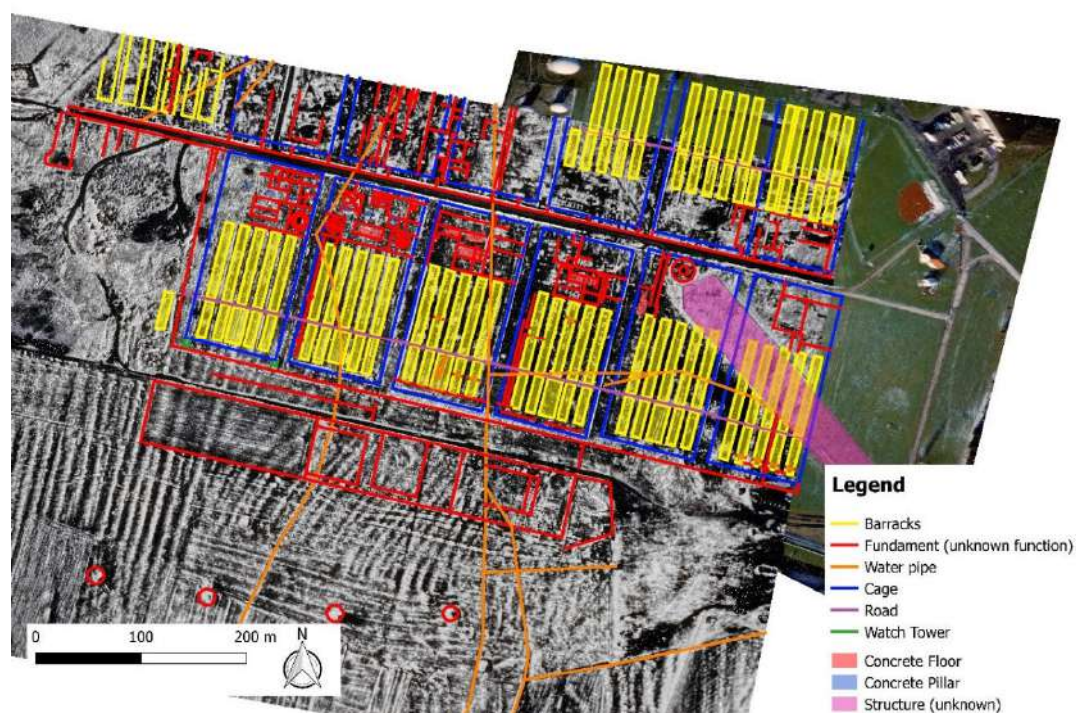 Legend
Barracks
Fundament (unknown function)
Water pipe
Cage
Road
Watch Tower
Concrete Floor
Concrete Pillar
Structure (unknown)
0 100 200 m
N